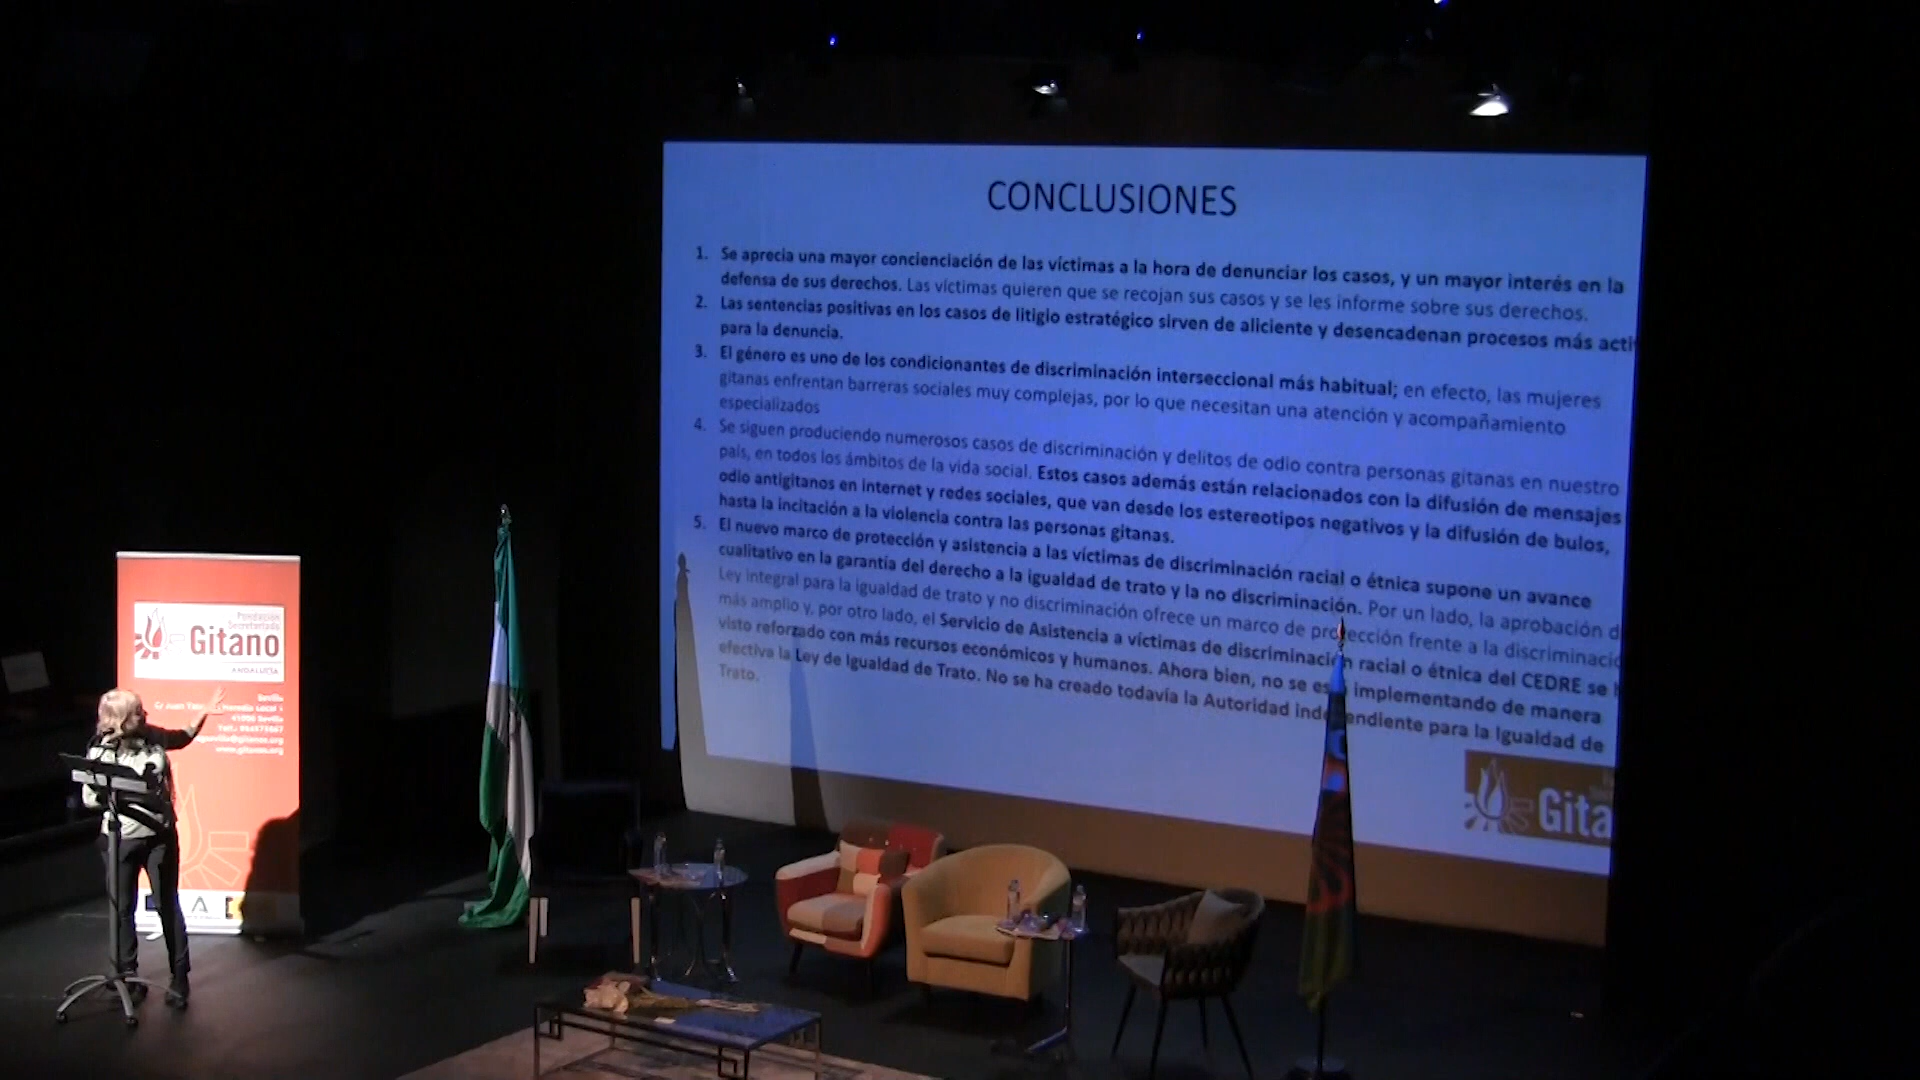 CONCLUSIONES
1. Se aprecia una mayor concienciación de las víctimas a la hora de denunciar los casos, y un mayor interés en la
defensa de sus derechos. Las víctimas quieren que se recojan sus casos y se les informe sobre sus derechos.
2. Las sentencias positivas en los casos de litigio estratégico sirven de aliciente y desencadenan procesos más acti
para la denuncia.
3. El género es uno de los condicionantes de discriminación interseccional más habitual; en efecto, las mujeres
gitanas enfrentan barreras sociales muy complejas, por lo que necesitan una atención y acompañamiento
especializados
4. Se siguen produciendo numerosos casos de discriminación y delitos de odio contra personas gitanas en nuestro
país, en todos los ámbitos de la vida social. Estos casos además están relacionados con la difusión de mensajes
odio antigitanos en internet y redes sociales, que van desde los estereotipos negativos y la difusión de bulos,
hasta la incitación a la violencia contra las personas gitanas.
5. El nuevo marco de protección y asistencia a las víctimas de discriminación racial o étnica supone un avance
cualitativo en la garantía del derecho a la igualdad de trato y la no discriminación. Por un lado, la aprobación d
Ley integral para la igualdad de trato y no discriminación ofrece un marco de protección frente a la discriminació
más amplio y, por otro lado, el Servicio de Asistencia a víctimas de discriminación racial o étnica del CEDRE se
visto reforzado con más recursos económicos y humanos. Ahora bien, no se está implementando de manera
efectiva la Ley de Igualdad de Trato. No se ha creado todavía la Autoridad independiente para la Igualdad de
Trato.
Gita
Fundación
Secretariado
Gitano
ANDALUCÍA
Sevilla
C/ Juan
Local
41006 Sevilla
www.gitanos.org